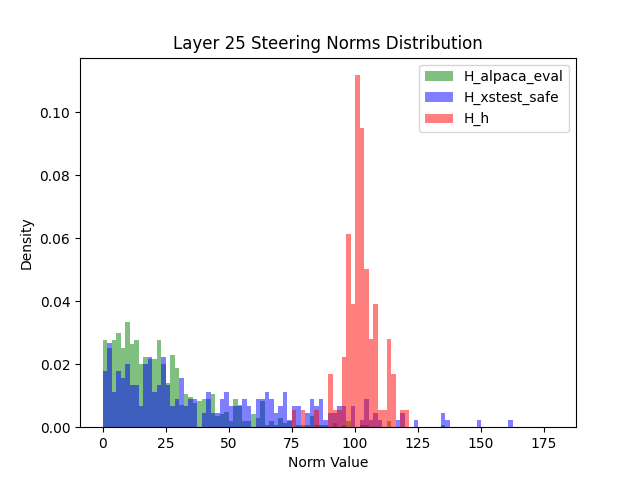 Layer 25 Steering Norms Distribution
H_alpaca_eval
H_xstest_safe
H_h
Density
0.10
0.08
0.06
0.04
0.02
0.00
0 25 50 75 100 125 150 175
Norm Value